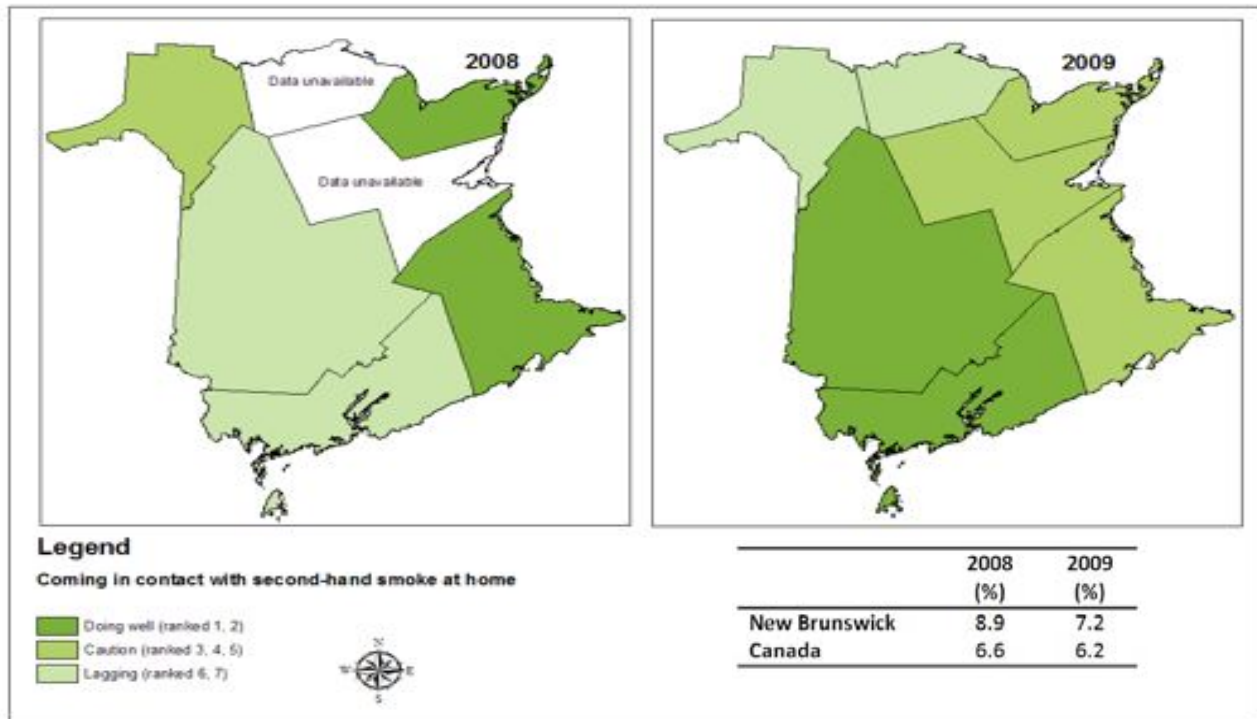 2008
Data unavailable
Data unavailable
2009
Legend
Coming in contact with second-hand smoke at home
Doing well (ranked 1, 2)
Caution (ranked 3, 4, 5)
Lagging (ranked 6, 7)
N
W E
S
2008 2009
(%) (%)
New Brunswick 8.9 7.2
Canada 6.6 6.2